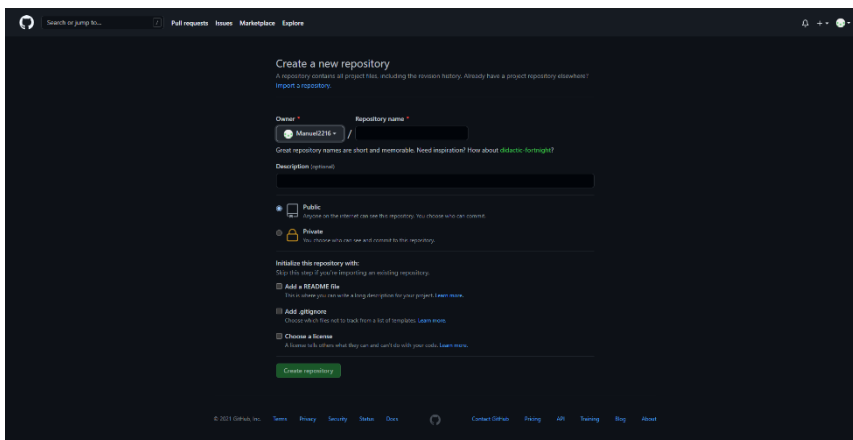 Search or jump to... / Pull requests Issues Marketplace Explore
Create a new repository
A repository contains all project files, including the revision history. Already have a project repository elsewhere?
Import a repository.
Owner * Repository name *
Manuel2216 /
Great repository names are short and memorable. Need inspiration? How about didactic-fortnight?
Description (optional)
Public
Anyone on the internet can see this repository. You choose who can commit.
Private
You choose who can see and commit to this repository.
Initialize this repository with:
Skip this step if you're importing an existing repository.
Add a README file
This is where you can write a long description for your project. Learn more.
Add .gitignore
Choose which files not to track from a list of templates. Learn more.
Choose a license
A license tells others what they can and can't do with your code. Learn more.
Create repository
© 2021 GitHub, Inc. Terms Privacy Security Status Docs Contact GitHub Pricing API Training Blog About